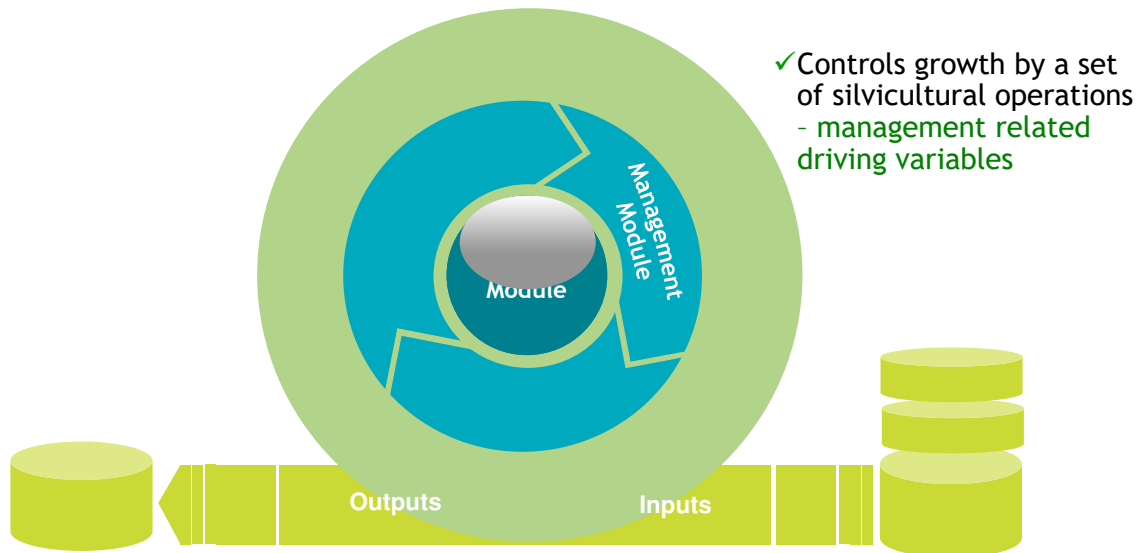 ✓Controls growth by a set
of silvicultural operations
- management related
driving variables
Management
Module
Module
Outputs
Inputs